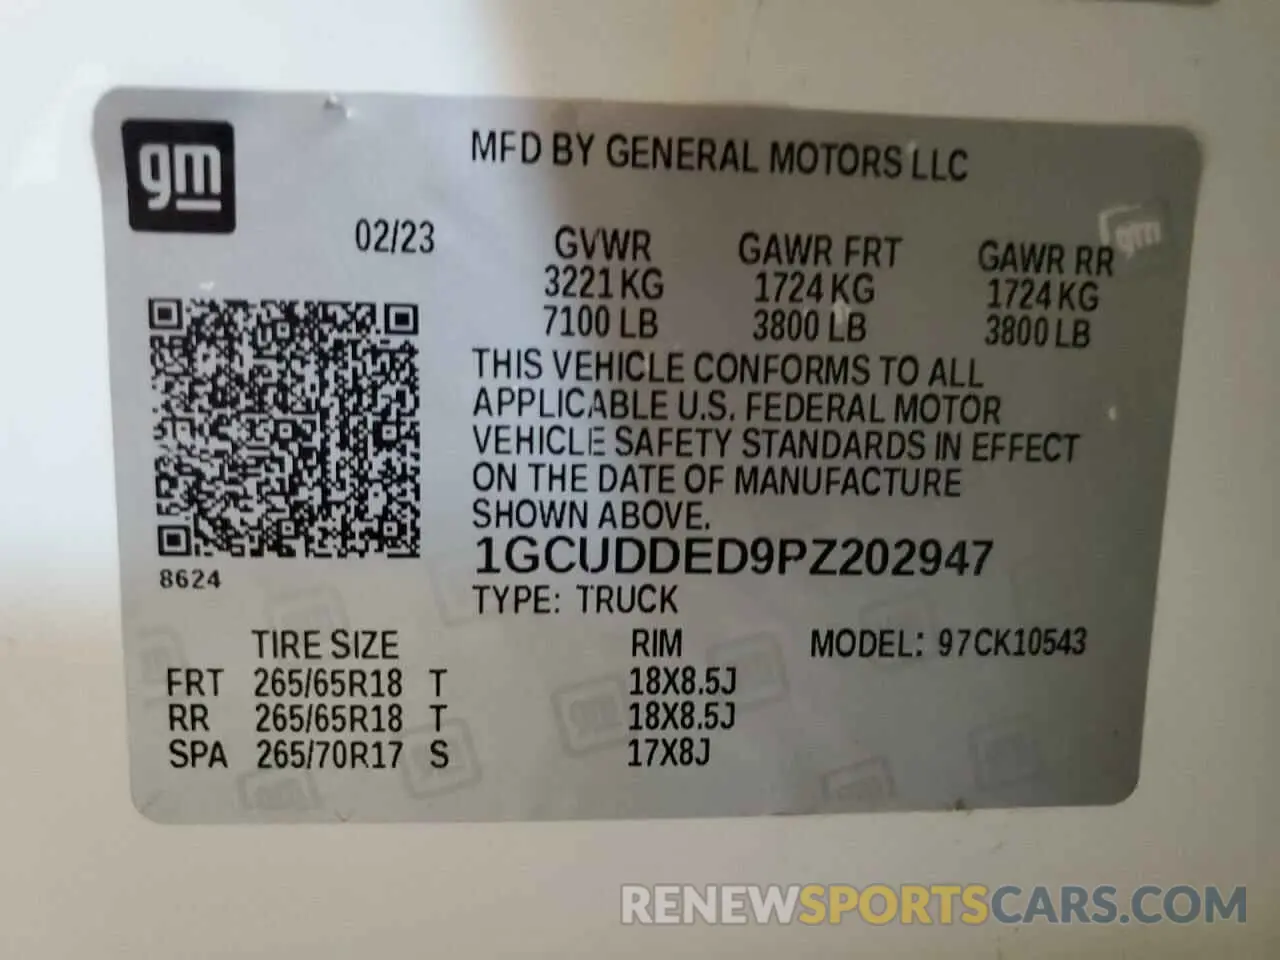 gm
MFD BY GENERAL MOTORS LLC
02/23
GVWR GAWR FRT GAWR RR
3221 KG 1724 KG 1724 KG
7100 LB 3800 LB 3800 LB
THIS VEHICLE CONFORMS TO ALL
APPLICABLE U.S. FEDERAL MOTOR
VEHICLE SAFETY STANDARDS IN EFFECT
ON THE DATE OF MANUFACTURE
SHOWN ABOVE.
1GCUDDED9PZ202947
8624
TYPE: TRUCK
TIRE SIZE RIM MODEL: 97CK10543
FRT 265/65R18 T 18X8.5J
RR 265/65R18 T 18X8.5J
SPA 265/70R17 S 17X8J
gm
gm
RENEWSPORTSCARS.COM